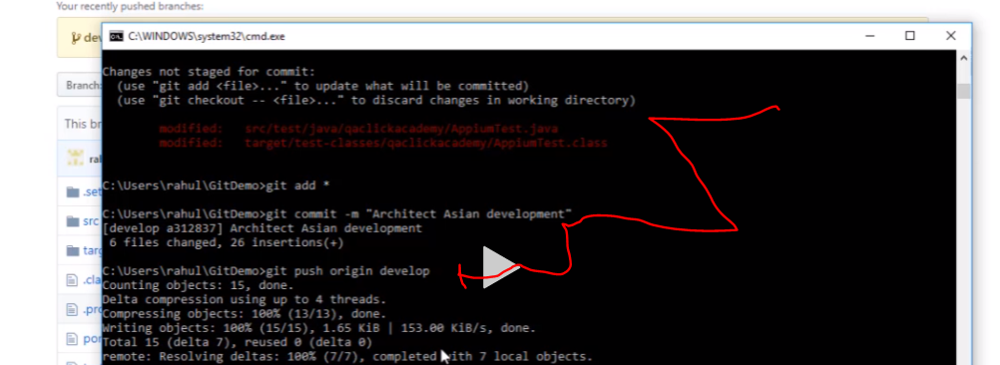 Your recently pushed branches:
dev
C:\WINDOWS\system32\cmd.exe
Changes not staged for commit:
(use "git add <file>..." to update what will be committed)
(use "git checkout -- <file>..." to discard changes in working directory)
modified: src/test/java/qaclickacademy/AppiumTest.java
modified: target/test-classes/qaclickacademy/AppiumTest.class
C:\Users\rahul\GitDemo>git add *
C:\Users\rahul\GitDemo>git commit -m "Architect Asian development"
[develop a312837] Architect Asian development
6 files changed, 26 insertions(+)
C:\Users\rahul\GitDemo>git push origin develop
Counting objects: 15, done.
Delta compression using up to 4 threads.
Compressing objects: 100% (13/13), done.
Writing objects: 100% (15/15), 1.65 KiB | 153.00 KiB/s, done.
Total 15 (delta 7), reused 0 (delta 0)
remote: Resolving deltas: 100% (7/7), completed with 7 local objects.
Branch:
This br
ral
.set
src
targ
.cla
.pro
por